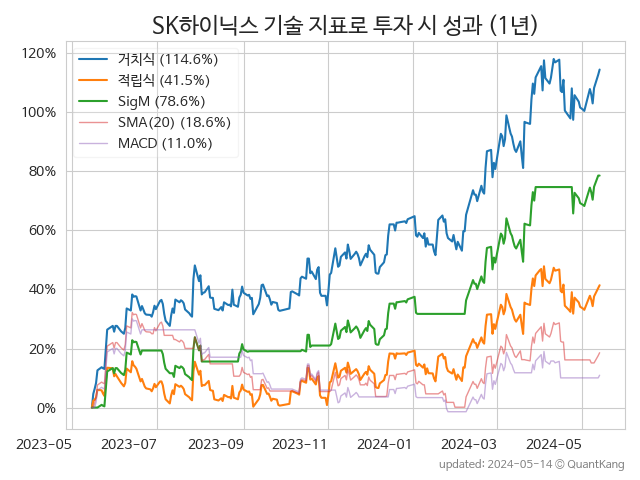 SK하이닉스 기술 지표로 투자 시 성과 (1년)
120%
100%
80%
60%
40%
20%
0%
거치식 (114.6%)
적립식 (41.5%)
SigM (78.6%)
SMA(20) (18.6%)
MACD (11.0%)
2023-05 2023-07 2023-09 2023-11 2024-01 2024-03 2024-05
updated: 2024-05-14 ⓒ QuantKang